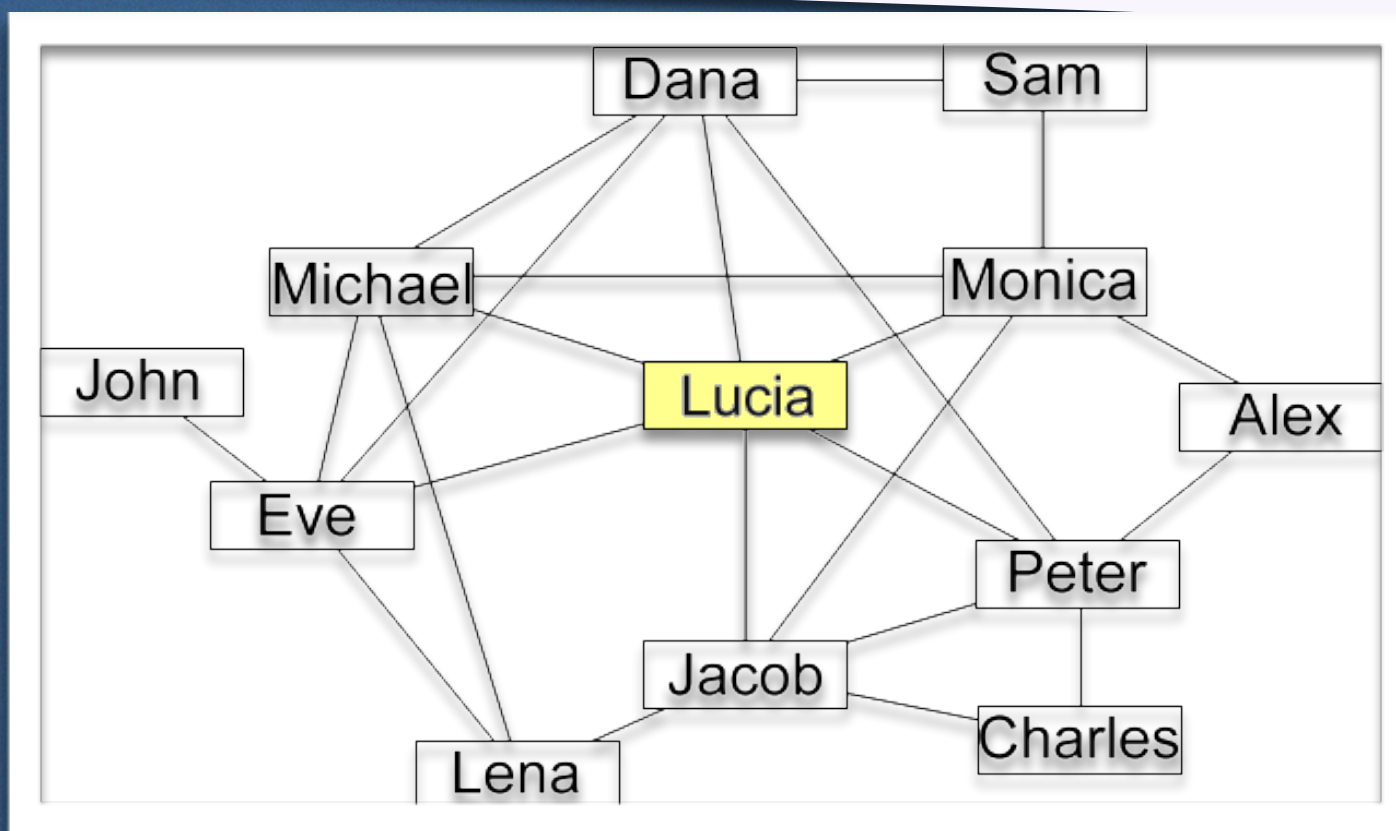 Dana
Sam
Michael
Monica
John
Lucia
Alex
Eve
Peter
Jacob
Charles
Lena